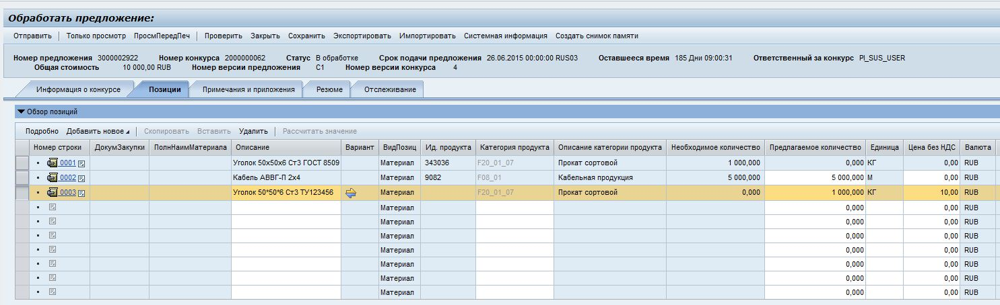 Обработать предложение:
Отправить Только просмотр ПросмПередПеч Проверить Закрыть Сохранить Экспортировать Импортировать Системная информация Создать снимок памяти
Номер предложения 3000002922 Номер конкурса 2000000062 Статус В обработке Срок подачи предложения 26.06.2015 00:00:00 RUS03 Оставшееся время 185 Дни 09:00:31 Ответственный за конкурс PI_SUS_USER
Общая стоимость 10 000,00 RUB Номер версии предложения C1 Номер версии конкурса 4
Информация о конкурсе Позиции Примечания и приложения Резюме Отслеживание
Обзор позиций
Подробно Добавить новое Скопировать Вставить Удалить Рассчитать значение
Номер строки ДокумЗакупки ПолнНаимМатериала Описание Вариант ВидПозиц Ид. продукта Категория продукта Описание категории продукта Необходимое количество Предлагаемое количество Единица Цена без НДС Валюта
0001 Уголок 50х50х6 Ст3 ГОСТ 8509 Материал 343036 F20_01_07 Прокат сортовой 1 000,000 0,000 КГ 0,00 RUB
0002 Кабель АВВГ-П 2х4 Материал 9082 F08_01 Кабельная продукция 5 000,000 5 000,000 М 0,00 RUB
0003 Уголок 50*50*6 Ст3 ТУ123456 Материал F20_01_07 Прокат сортовой 0,000 1 000,000 КГ 10,00 RUB
Материал 0,000 0,00 RUB
Материал 0,000 0,00 RUB
Материал 0,000 0,00 RUB
Материал 0,000 0,00 RUB
Материал 0,000 0,00 RUB
Материал 0,000 0,00 RUB
Материал 0,000 0,00 RUB